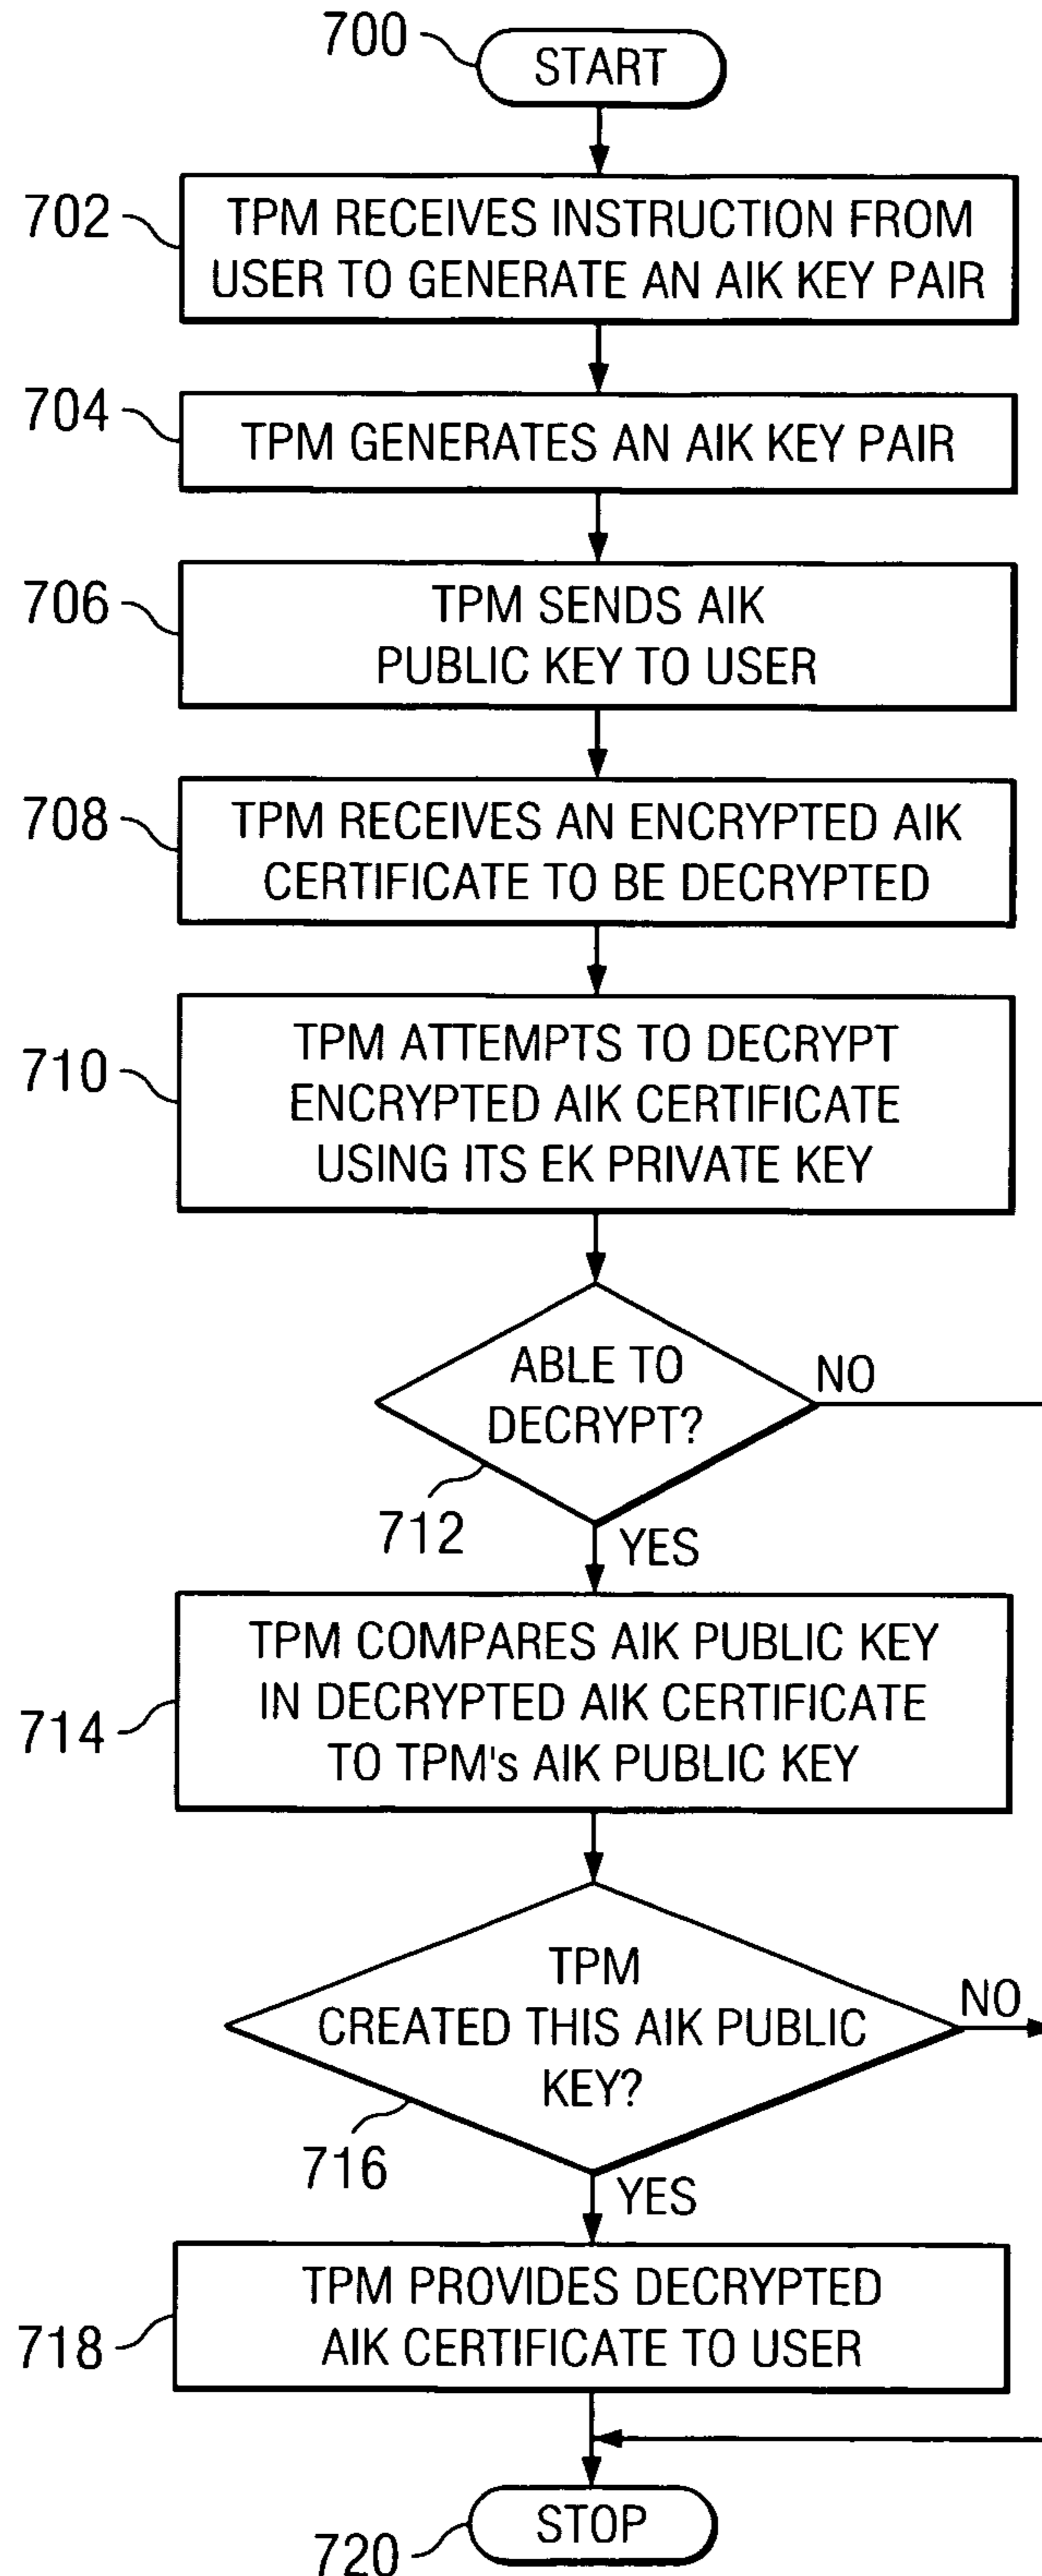 700
START
702
TPM RECEIVES INSTRUCTION FROM
USER TO GENERATE AN AIK KEY PAIR
704
TPM GENERATES AN AIK KEY PAIR
706
TPM SENDS AIK
PUBLIC KEY TO USER
708
TPM RECEIVES AN ENCRYPTED AIK
CERTIFICATE TO BE DECRYPTED
710
TPM ATTEMPTS TO DECRYPT
ENCRYPTED AIK CERTIFICATE
USING ITS EK PRIVATE KEY
ABLE TO
DECRYPT?
NO
712
YES
714
TPM COMPARES AIK PUBLIC KEY
IN DECRYPTED AIK CERTIFICATE
TO TPM's AIK PUBLIC KEY
TPM
CREATED THIS AIK PUBLIC
KEY?
NO
716
YES
718
TPM PROVIDES DECRYPTED
AIK CERTIFICATE TO USER
STOP
720